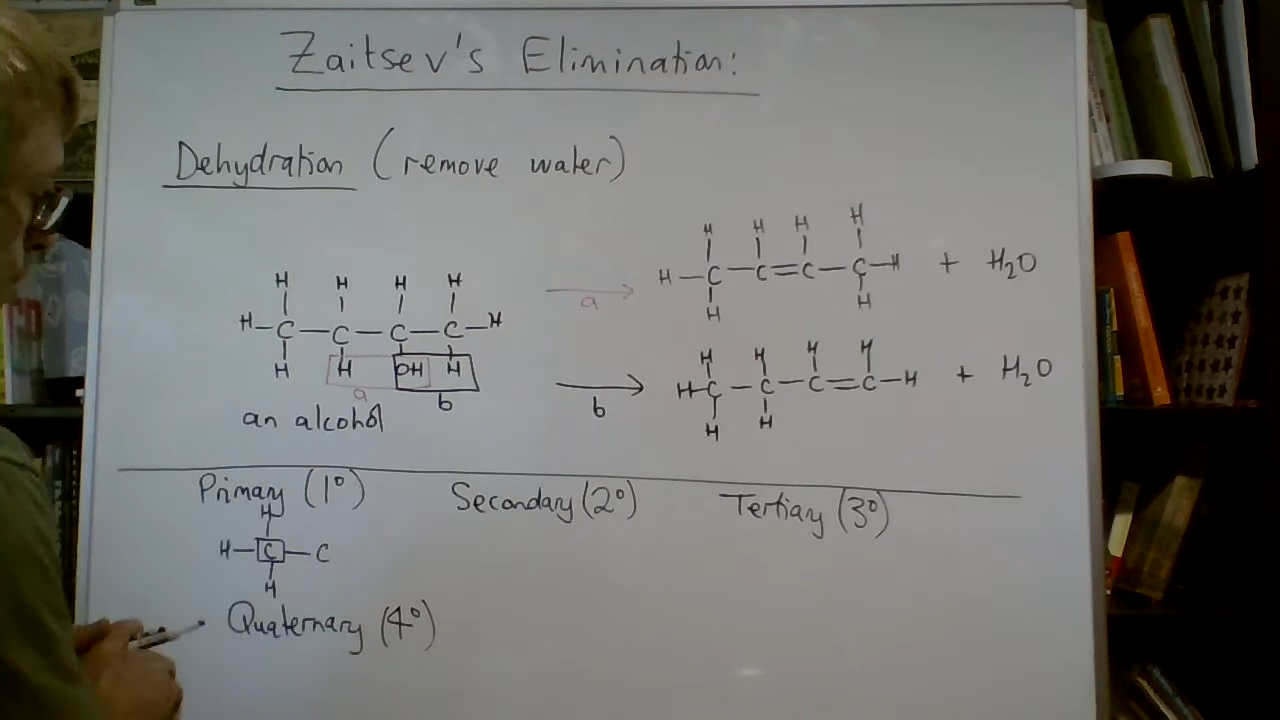 Zaitsev's Elimination:
Dehydration (remove water)
H H H H
H-C-C-C-C-H
H H OH H
a b
an alcohol
a
H H H H
H-C-C=C-C-H + H₂O
H H
b
H H H H
H-C-C-C=C-H + H₂O
H H
Primary (1°) Secondary (2°) Tertiary (3°)
H
H-C-C
H
Quaternary (4°)